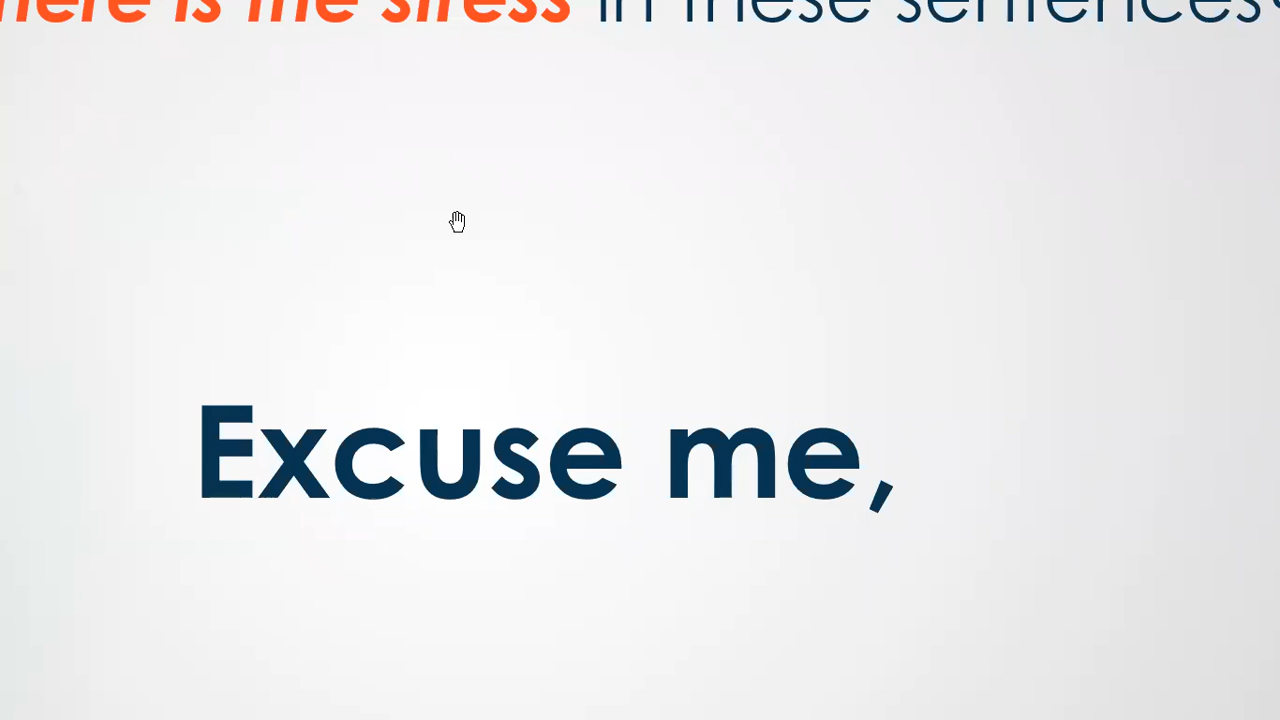 here is the stress in these sentences
Excuse me,